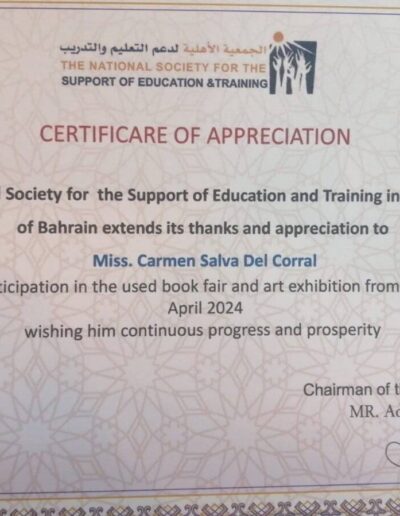 الجمعية الأهلية لدعم التعليم والتدريب
THE NATIONAL SOCIETY FOR THE
SUPPORT OF EDUCATION &TRAINING
CERTIFICARE OF APPRECIATION
l Society for the Support of Education and Training in
of Bahrain extends its thanks and appreciation to
Miss. Carmen Salva Del Corral
ticipation in the used book fair and art exhibition from
April 2024
wishing him continuous progress and prosperity
Chairman of t
MR. Ad